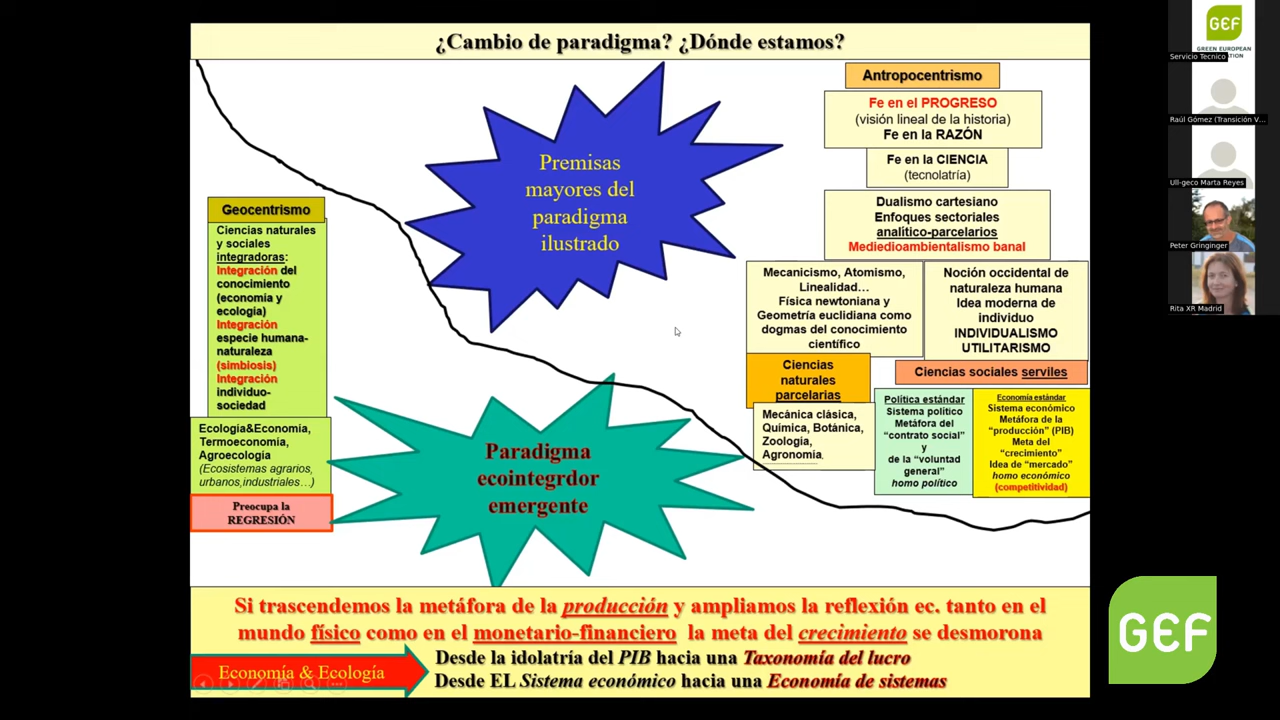 ¿Cambio de paradigma? ¿Dónde estamos?
Premisas
mayores del
paradigma
ilustrado
Antropocentrismo
Fe en el PROGRESO
(visión lineal de la historia)
Fe en la RAZÓN
Fe en la CIENCIA
(tecnolatría)
Dualismo cartesiano
Enfoques sectoriales
analítico-parcelarios
Mediedioambientalismo banal
Mecanicismo, Atomismo,
Linealidad…
Física newtoniana y
Geometría euclidiana como
dogmas del conocimiento
científico
Noción occidental de
naturaleza humana
Idea moderna de
individuo
INDIVIDUALISMO
UTILITARISMO
Ciencias
naturales
parcelarias
Mecánica clásica,
Química, Botánica,
Zoología,
Agronomía,
Ciencias sociales serviles
Política estándar
Sistema político
Metáfora del
“contrato social”
y
de la “voluntad
general”
homo político
Economía estándar
Sistema económico
Metáfora de la
“producción” (PIB)
Meta del
“crecimiento”
Idea de “mercado”
homo económico
(competitividad)
Geocentrismo
Ciencias naturales
y sociales
integradoras:
Integración del
conocimiento
(economía y
ecología)
Integración
especie humana-
naturaleza
(simbiosis)
Integración
individuo-
sociedad
Ecología&Economía,
Termoeconomía,
Agroecología
(Ecosistemas agrarios,
urbanos,industriales…)
Preocupa la
REGRESIÓN
Paradigma
ecointegrdor
emergente
Si trascendemos la metáfora de la producción y ampliamos la reflexión ec. tanto en el
mundo físico como en el monetario-financiero la meta del crecimiento se desmorona
Economía & Ecología
Desde la idolatría del PIB hacia una Taxonomía del lucro
Desde EL Sistema económico hacia una Economía de sistemas
GEF
GREEN EUROPEAN
Servicio Tecnico
Raúl Gómez (Transición V...
Ull-geco Marta Reyes
Peter Gringinger
Rita XR Madrid
GEF